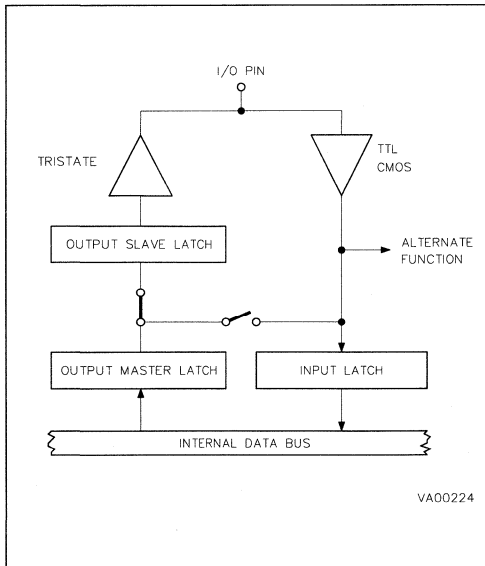 I/O PIN
TRISTATE
TTL
CMOS
OUTPUT SLAVE LATCH
ALTERNATE
FUNCTION
OUTPUT MASTER LATCH
INPUT LATCH
INTERNAL DATA BUS
VA00224